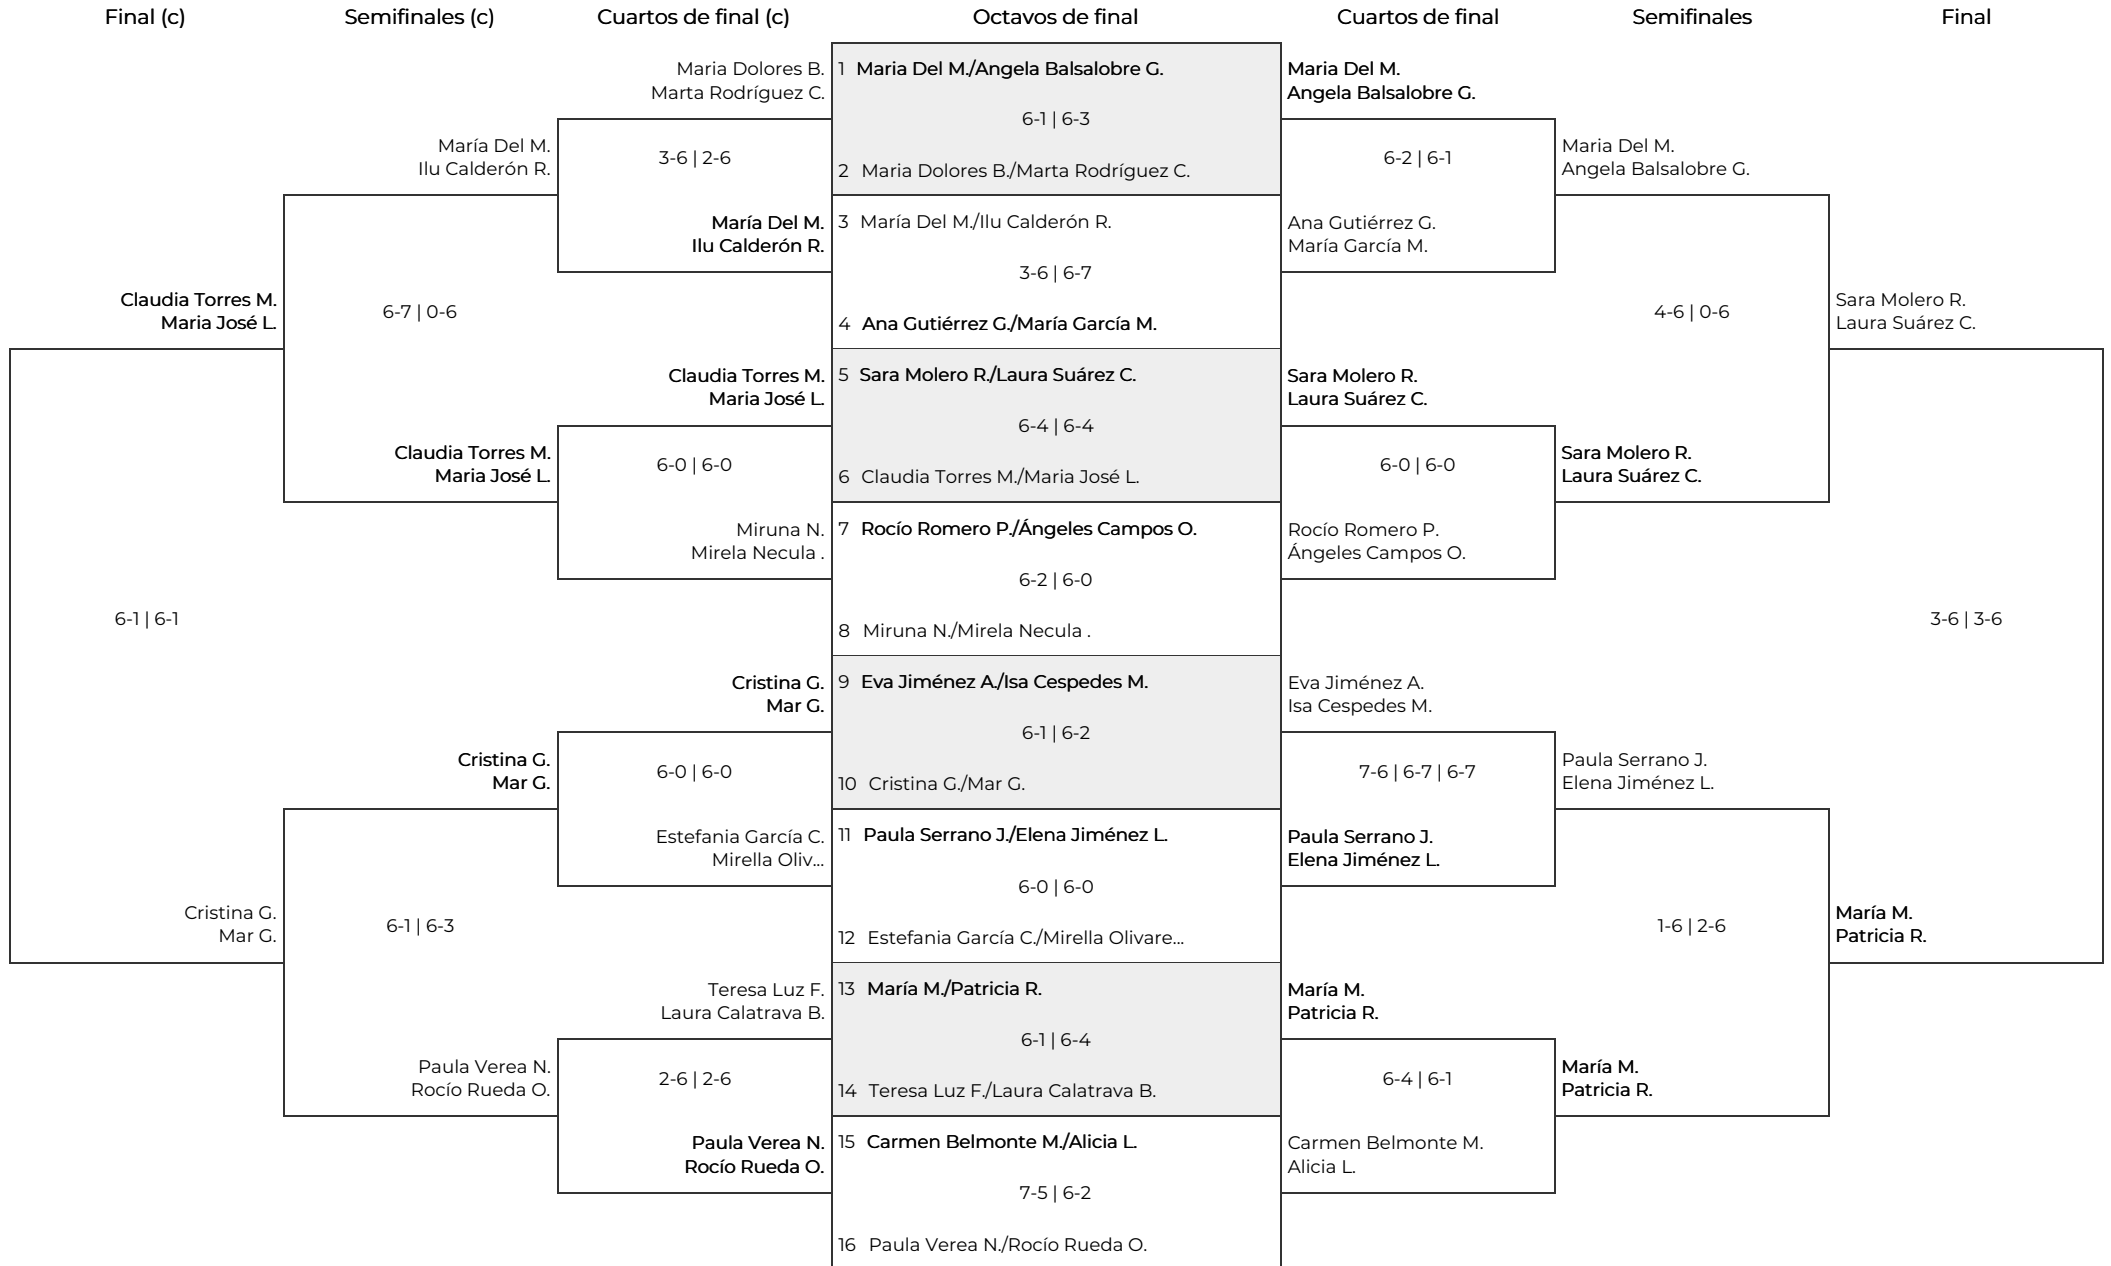 Final (c)
Semifinales (c)
Cuartos de final (c)
Octavos de final
Cuartos de final
Semifinales
Final
Claudia Torres M.
Maria José L.
6-1 | 6-1
Cristina G.
Mar G.
María Del M.
Ilu Calderón R.
6-7 | 0-6
Claudia Torres M.
Maria José L.
Cristina G.
Mar G.
6-1 | 6-3
Paula Verea N.
Rocío Rueda O.
Maria Dolores B.
Marta Rodríguez C.
3-6 | 2-6
María Del M.
Ilu Calderón R.
Claudia Torres M.
Maria José L.
6-0 | 6-0
Miruna N.
Mirela Necula .
Cristina G.
Mar G.
6-0 | 6-0
Estefania García C.
Mirella Oliv...
Teresa Luz F.
Laura Calatrava B.
2-6 | 2-6
Paula Verea N.
Rocío Rueda O.
1 Maria Del M./Angela Balsalobre G.
6-1 | 6-3
2 Maria Dolores B./Marta Rodríguez C.
3 María Del M./Ilu Calderón R.
3-6 | 6-7
4 Ana Gutiérrez G./María García M.
5 Sara Molero R./Laura Suárez C.
6-4 | 6-4
6 Claudia Torres M./Maria José L.
7 Rocío Romero P./Ángeles Campos O.
6-2 | 6-0
8 Miruna N./Mirela Necula .
9 Eva Jiménez A./Isa Cespedes M.
6-1 | 6-2
10 Cristina G./Mar G.
11 Paula Serrano J./Elena Jiménez L.
6-0 | 6-0
12 Estefania García C./Mirella Olivare...
13 María M./Patricia R.
6-1 | 6-4
14 Teresa Luz F./Laura Calatrava B.
15 Carmen Belmonte M./Alicia L.
7-5 | 6-2
16 Paula Verea N./Rocío Rueda O.
Maria Del M.
Angela Balsalobre G.
6-2 | 6-1
Ana Gutiérrez G.
María García M.
Sara Molero R.
Laura Suárez C.
6-0 | 6-0
Rocío Romero P.
Ángeles Campos O.
Eva Jiménez A.
Isa Cespedes M.
7-6 | 6-7 | 6-7
Paula Serrano J.
Elena Jiménez L.
María M.
Patricia R.
6-4 | 6-1
Carmen Belmonte M.
Alicia L.
Maria Del M.
Angela Balsalobre G.
4-6 | 0-6
Sara Molero R.
Laura Suárez C.
Paula Serrano J.
Elena Jiménez L.
1-6 | 2-6
María M.
Patricia R.
Sara Molero R.
Laura Suárez C.
3-6 | 3-6
María M.
Patricia R.